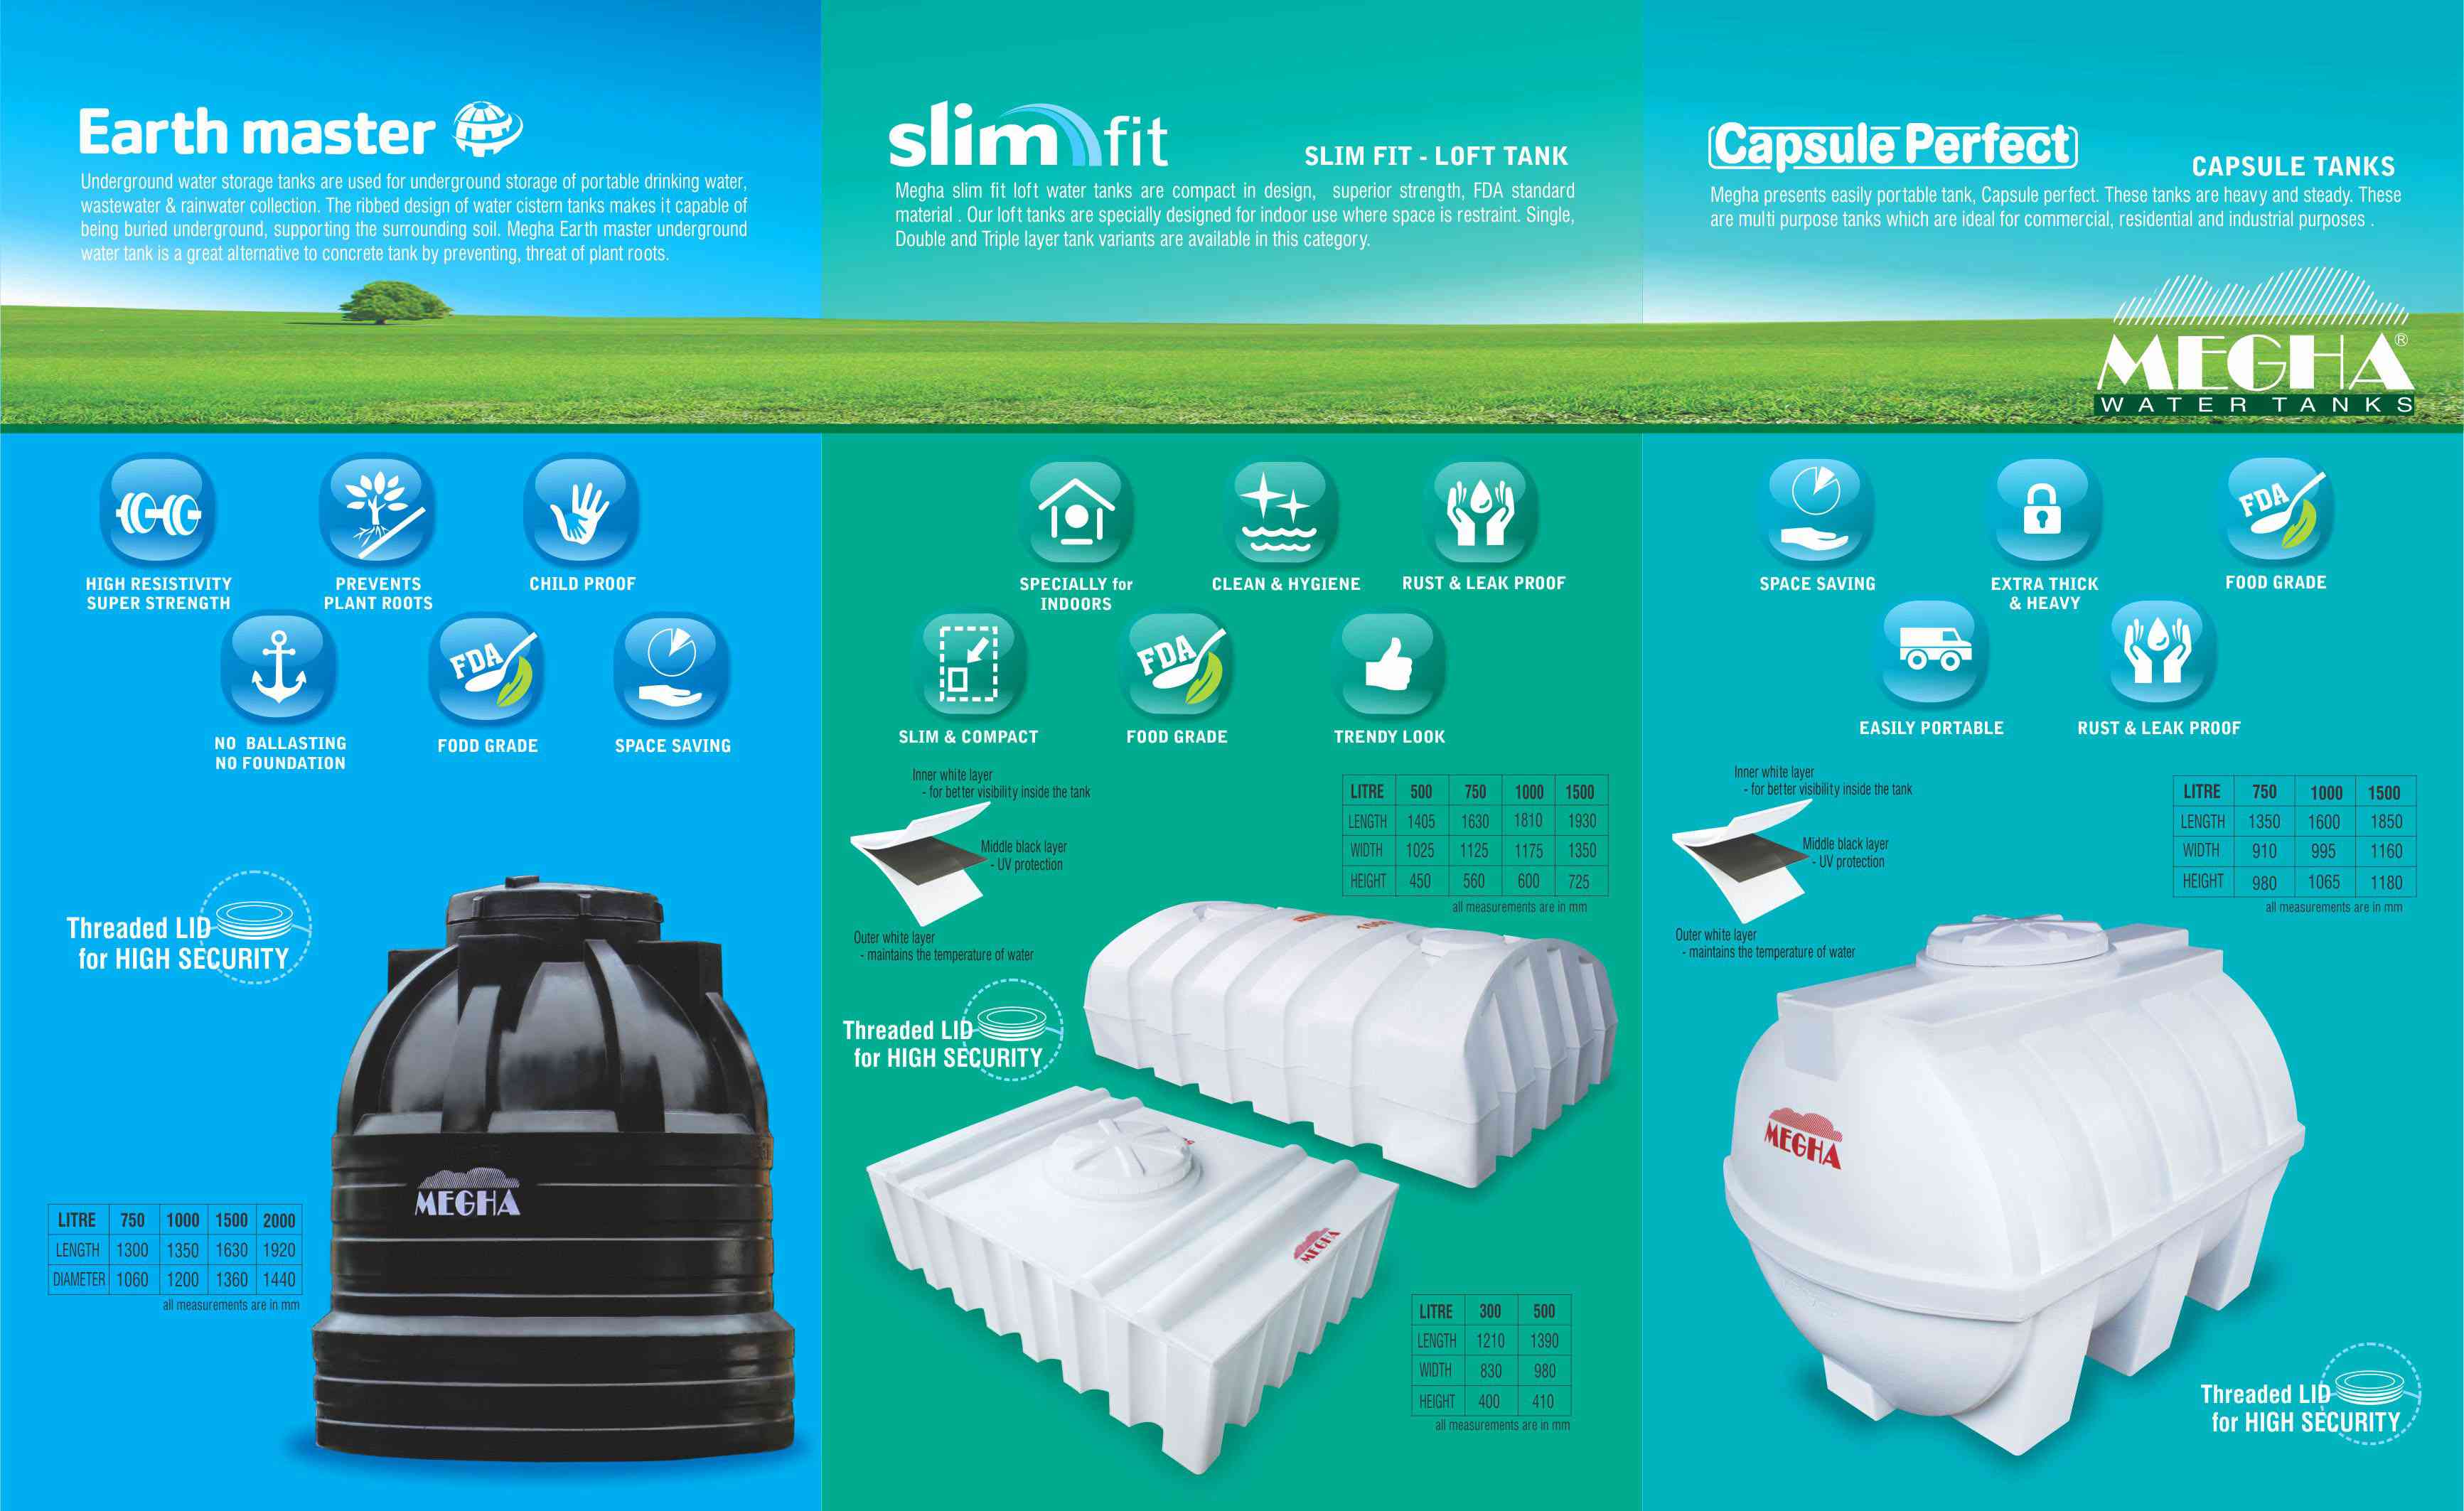 Earth master
Underground water storage tanks are used for underground storage of portable drinking water,
wastewater & rainwater collection. The ribbed design of water cistern tanks makes it capable of
being buried underground, supporting the surrounding soil. Megha Earth master underground
water tank is a great alternative to concrete tank by preventing, threat of plant roots.
HIGH RESISTIVITY
SUPER STRENGTH
PREVENTS
PLANT ROOTS
CHILD PROOF
NO BALLASTING
NO FOUNDATION
FDA
FODD GRADE
SPACE SAVING
Threaded LID
for HIGH SECURITY
MEGHA
LITRE 750 1000 1500 2000
LENGTH 1300 1350 1630 1920
DIAMETER 1060 1200 1360 1440
all measurements are in mm
slim fit
SLIM FIT - LOFT TANK
Megha slim fit loft water tanks are compact in design, superior strength, FDA standard
material . Our loft tanks are specially designed for indoor use where space is restraint. Single,
Double and Triple layer tank variants are available in this category.
SPECIALLY for
INDOORS
CLEAN & HYGIENE
RUST & LEAK PROOF
SLIM & COMPACT
FDA
FOOD GRADE
TRENDY LOOK
Inner white layer
- for better visibility inside the tank
Middle black layer
- UV protection
Outer white layer
- maintains the temperature of water
LITRE 500 750 1000 1500
LENGTH 1405 1630 1810 1930
WIDTH 1025 1125 1175 1350
HEIGHT 450 560 600 725
all measurements are in mm
Threaded LID
for HIGH SECURITY
MEGHA
LITRE 300 500
LENGTH 1210 1390
WIDTH 830 980
HEIGHT 400 410
all measurements are in mm
Capsule Perfect
CAPSULE TANKS
Megha presents easily portable tank, Capsule perfect. These tanks are heavy and steady. These
are multi purpose tanks which are ideal for commercial, residential and industrial purposes .
MEGHA®
WATER TANKS
SPACE SAVING
EXTRA THICK
& HEAVY
FDA
FOOD GRADE
EASILY PORTABLE
RUST & LEAK PROOF
Inner white layer
- for better visibility inside the tank
Middle black layer
- UV protection
Outer white layer
- maintains the temperature of water
LITRE 750 1000 1500
LENGTH 1350 1600 1850
WIDTH 910 995 1160
HEIGHT 980 1065 1180
all measurements are in mm
MEGHA
Threaded LID
for HIGH SECURITY